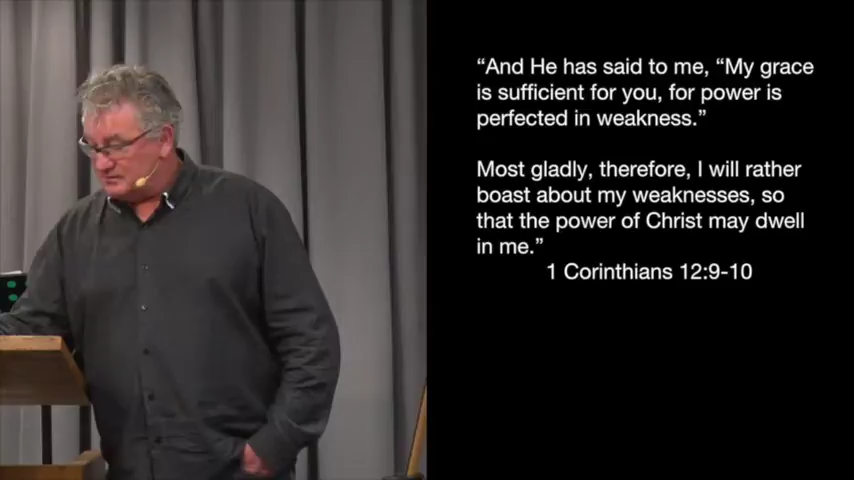 “And He has said to me, “My grace
is sufficient for you, for power is
perfected in weakness.”
Most gladly, therefore, I will rather
boast about my weaknesses, so
that the power of Christ may dwell
in me.”
1 Corinthians 12:9-10